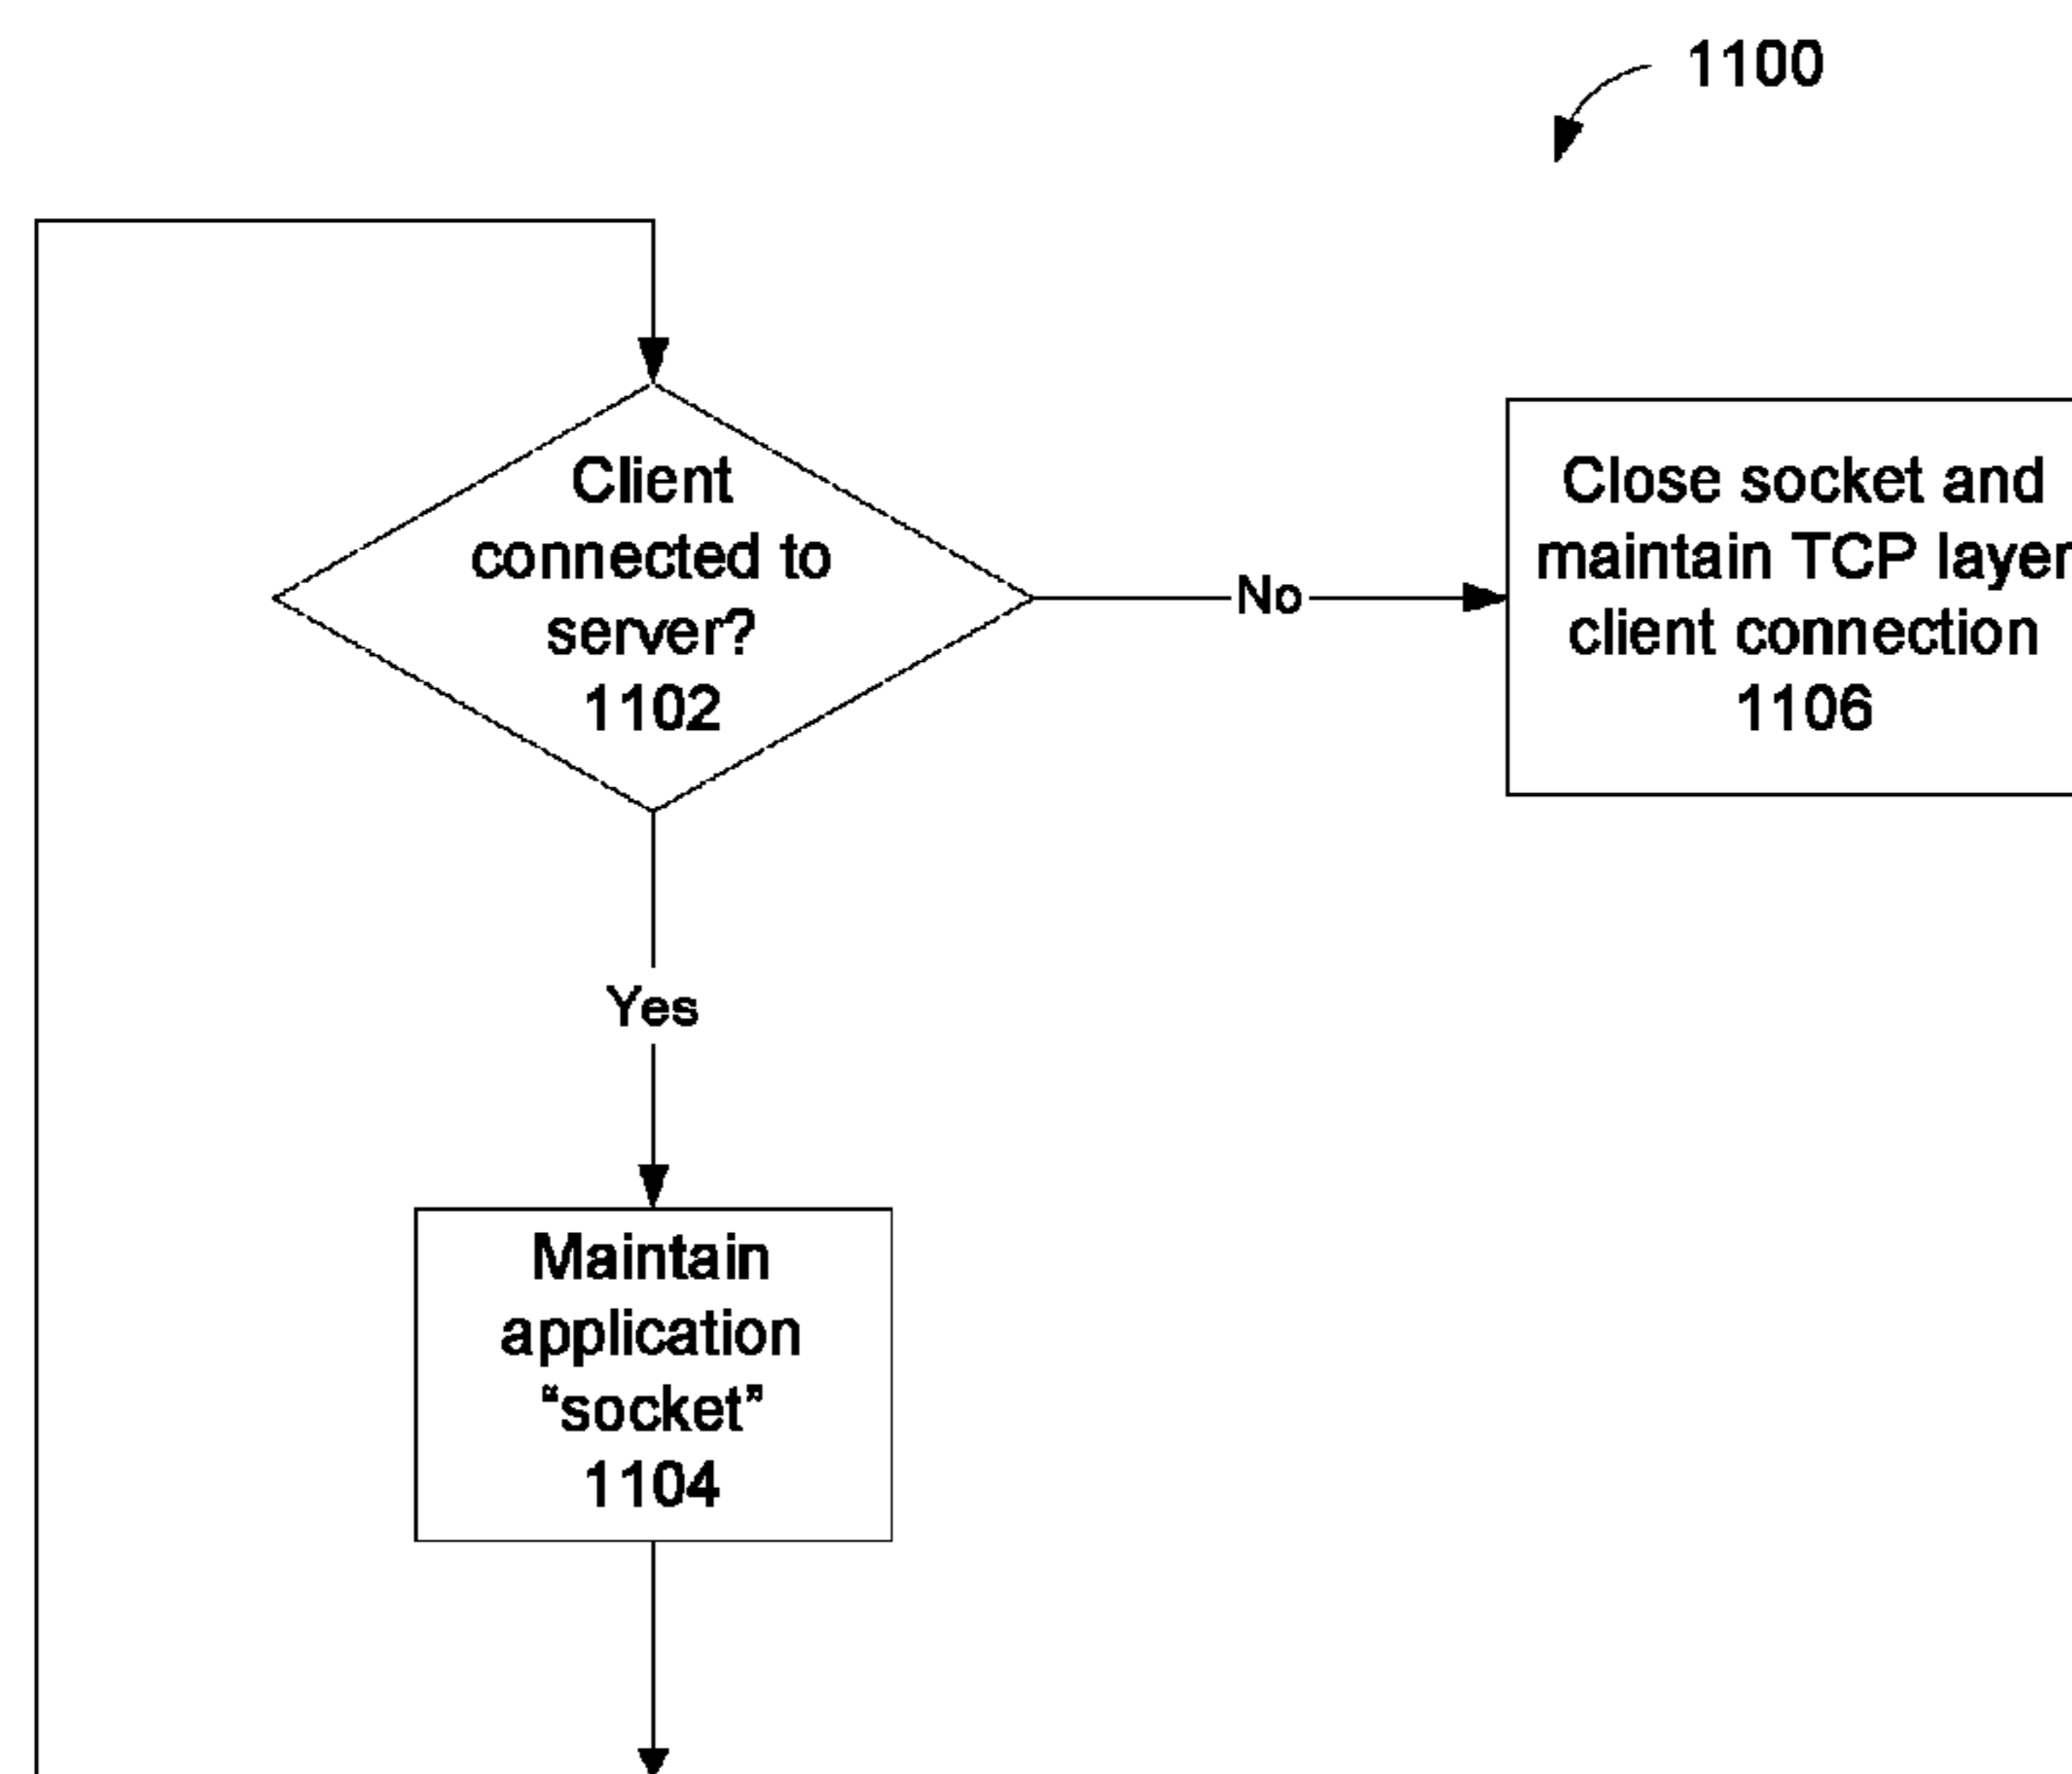 1100
Client
connected to
server?
1102
No
Close socket and
maintain TCP layer
client connection
1106
Yes
Maintain
application
“socket”
1104